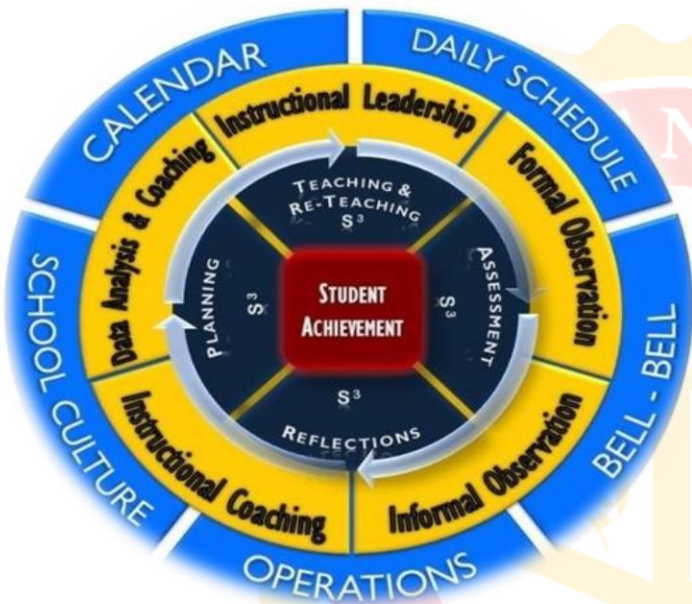 CALENDAR
DAILY SCHEDULE
BELL - BELL
OPERATIONS
SCHOOL CULTURE
Instructional Leadership
Formal Observation
Informal Observation
Instructional Coaching
Data Analysis & Coaching
TEACHING &
RE-TEACHING
S³
ASSESSMENT
S³
REFLECTIONS
S³
PLANNING
S³
STUDENT
ACHIEVEMENT